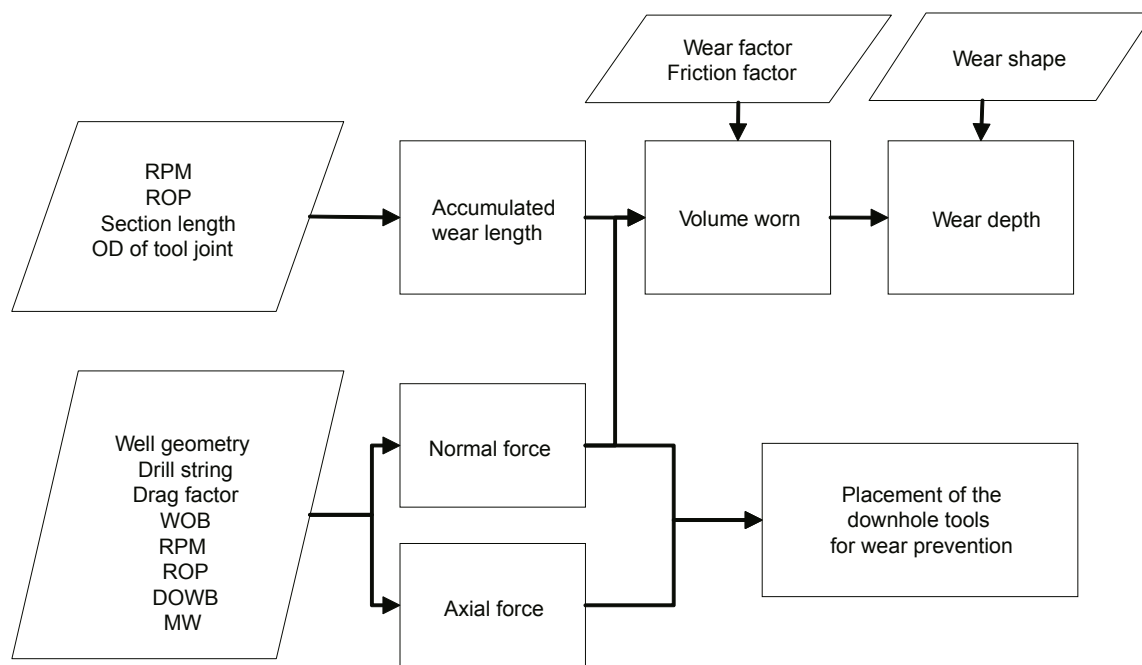 Wear factor
Friction factor
Wear shape
RPM
ROP
Section length
OD of tool joint
Accumulated
wear length
Volume worn
Wear depth
Well geometry
Drill string
Drag factor
WOB
RPM
ROP
DOWB
MW
Normal force
Axial force
Placement of the
downhole tools
for wear prevention